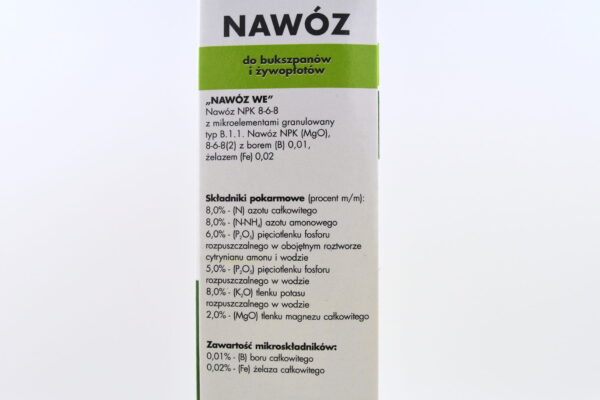 NAWÓZ
do bukszpanów
i żywopłotów
„NAWÓZ WE”
Nawóz NPK 8-6-8
z mikroelementami granulowany
typ B.1.1. Nawóz NPK (MgO),
8-6-8(2) z borem (B) 0,01,
żelazem (Fe) 0,02
Składniki pokarmowe (procent m/m):
8,0% - (N) azotu całkowitego
8,0% - (N-NH₄) azotu amonowego
6,0% - (P₂O₅) pięciotlenku fosforu
rozpuszczalnego w obojętnym roztworze
cytrynianu amonu i wodzie
5,0% - (P₂O₅) pięciotlenku fosforu
rozpuszczalnego w wodzie
8,0% - (K₂O) tlenku potasu
rozpuszczalnego w wodzie
2,0% - (MgO) tlenku magnezu całkowitego
Zawartość mikroskładników:
0,01% - (B) boru całkowitego
0,02% - (Fe) żelaza całkowitego